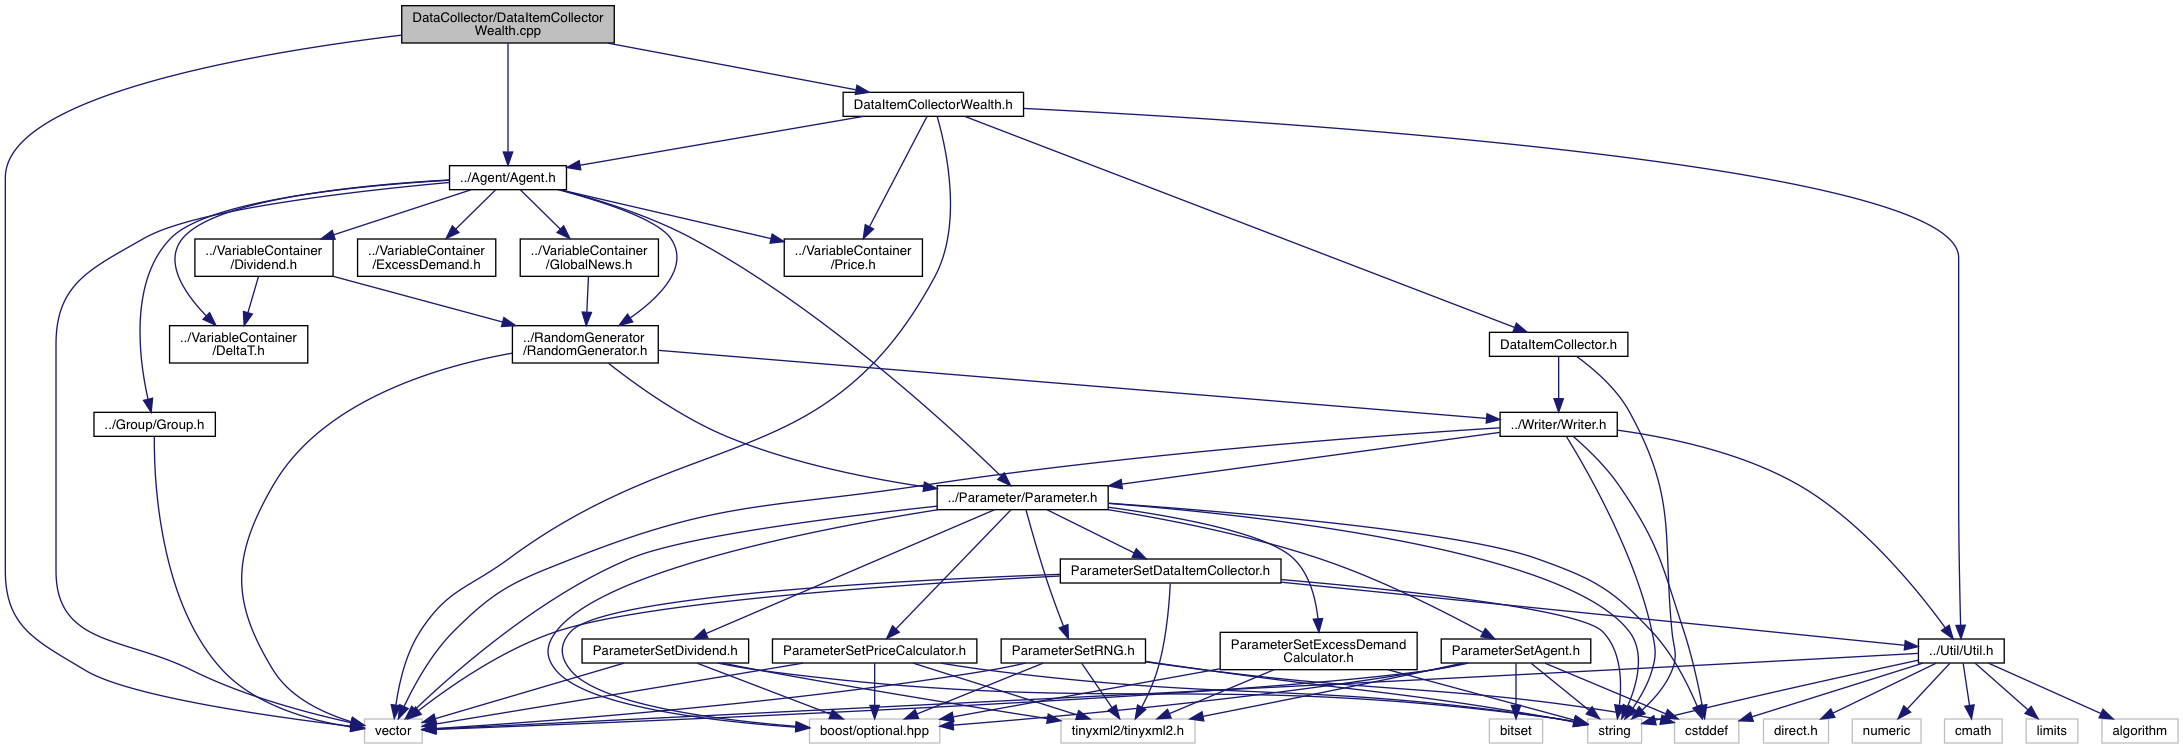 DataCollector/DataItemCollector
Wealth.cpp
DataItemCollectorWealth.h
../Agent/Agent.h
../VariableContainer
/Dividend.h
../VariableContainer
/ExcessDemand.h
../VariableContainer
/GlobalNews.h
../VariableContainer
/Price.h
../VariableContainer
/DeltaT.h
../RandomGenerator
/RandomGenerator.h
DataItemCollector.h
../Group/Group.h
../Writer/Writer.h
../Parameter/Parameter.h
ParameterSetDataItemCollector.h
ParameterSetDividend.h
ParameterSetPriceCalculator.h
ParameterSetRNG.h
ParameterSetExcessDemand
Calculator.h
ParameterSetAgent.h
../Util/Util.h
vector
boost/optional.hpp
tinyxml2/tinyxml2.h
bitset
string
cstddef
direct.h
numeric
cmath
limits
algorithm